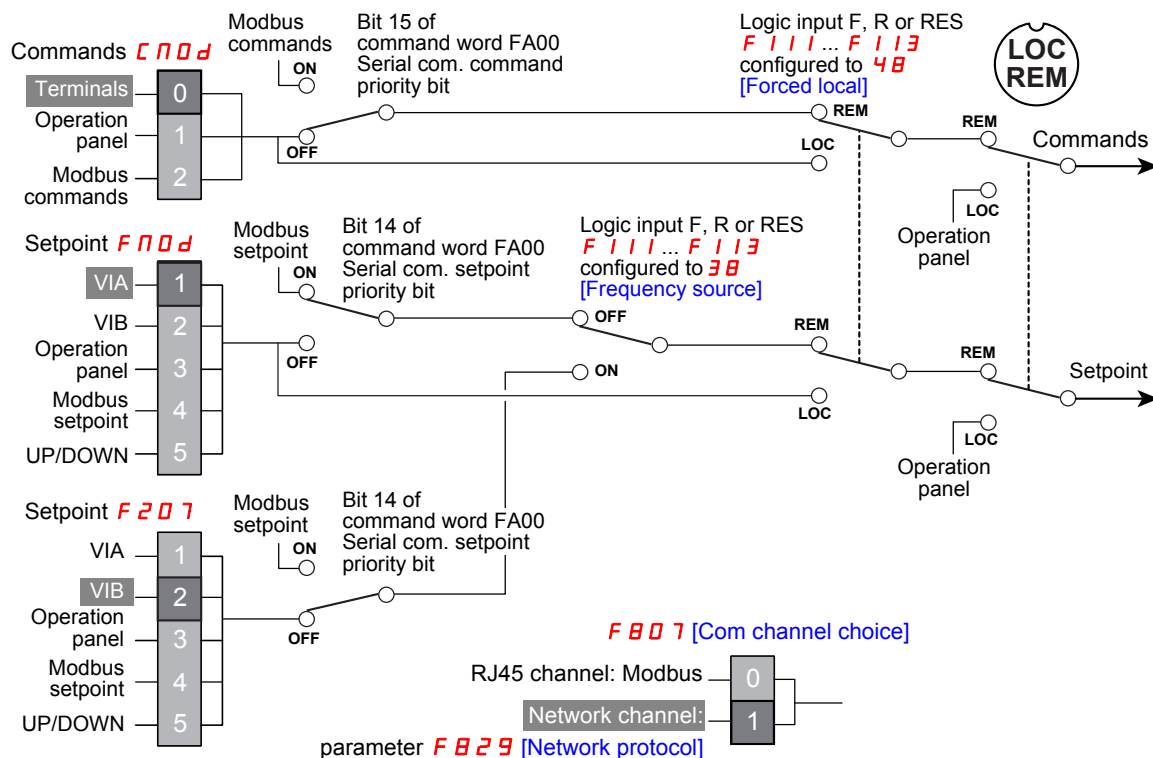 Commands CMOd
Terminals
0
Operation
panel
1
Modbus
commands
2
Modbus
commands
ON
OFF
Bit 15 of
command word FA00
Serial com. command
priority bit
Logic input F, R or RES
F111... F113
configured to 48
[Forced local]
REM
LOC
LOC
REM
REM
Commands
LOC
Operation
panel
Setpoint FMOd
VIA
1
VIB
2
Operation
panel
3
Modbus
setpoint
4
UP/DOWN
5
Modbus
setpoint
ON
OFF
Bit 14 of
command word FA00
Serial com. setpoint
priority bit
Logic input F, R or RES
F111... F113
configured to 38
[Frequency source]
OFF
ON
REM
LOC
REM
Setpoint
LOC
Operation
panel
Setpoint F207
VIA
1
VIB
2
Operation
panel
3
Modbus
setpoint
4
UP/DOWN
5
Modbus
setpoint
ON
OFF
Bit 14 of
command word FA00
Serial com. setpoint
priority bit
F807 [Com channel choice]
RJ45 channel: Modbus
0
Network channel:
1
parameter F829 [Network protocol]